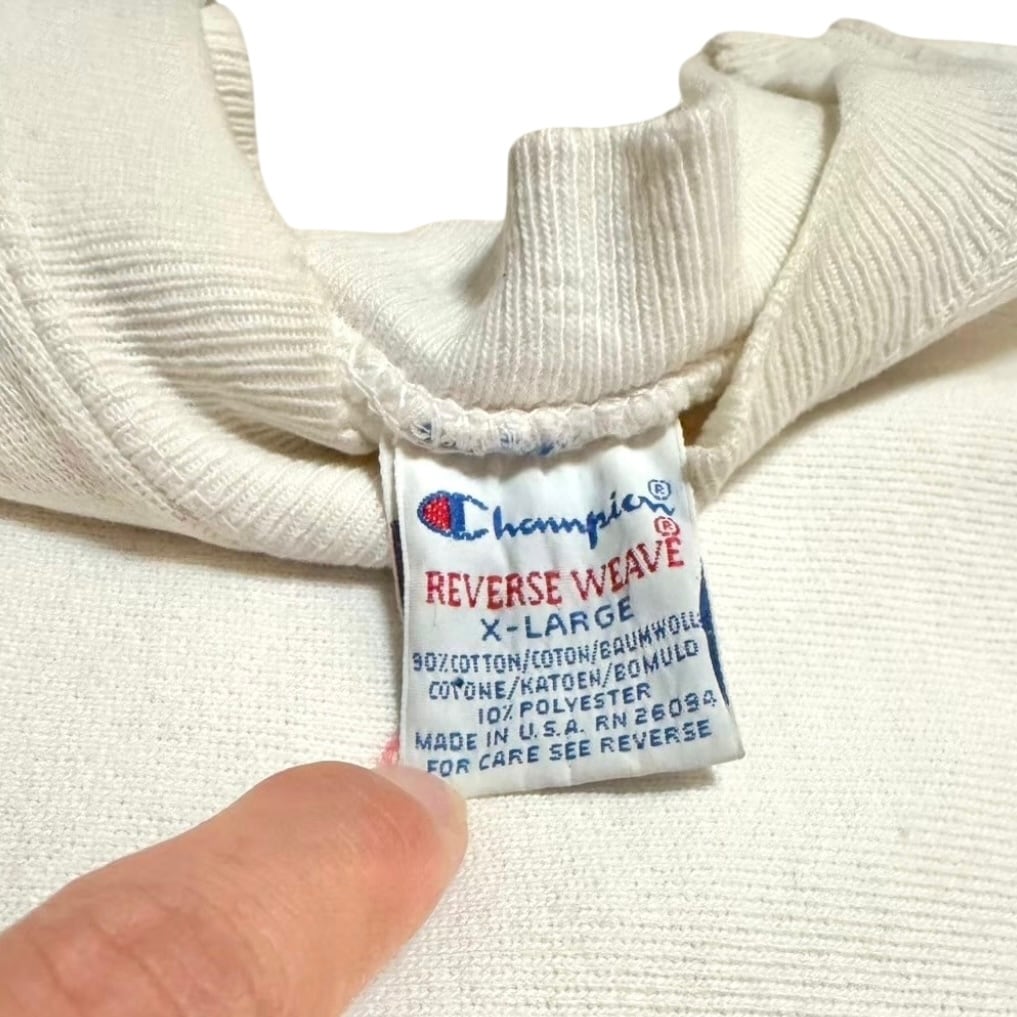 Champion®
REVERSE WEAVE®
X-LARGE
90% COTTON/COTON/BAUMWOLLE
COTONE/KATOEN/BOMULD
10% POLYESTER
MADE IN U.S.A. RN 26094
FOR CARE SEE REVERSE